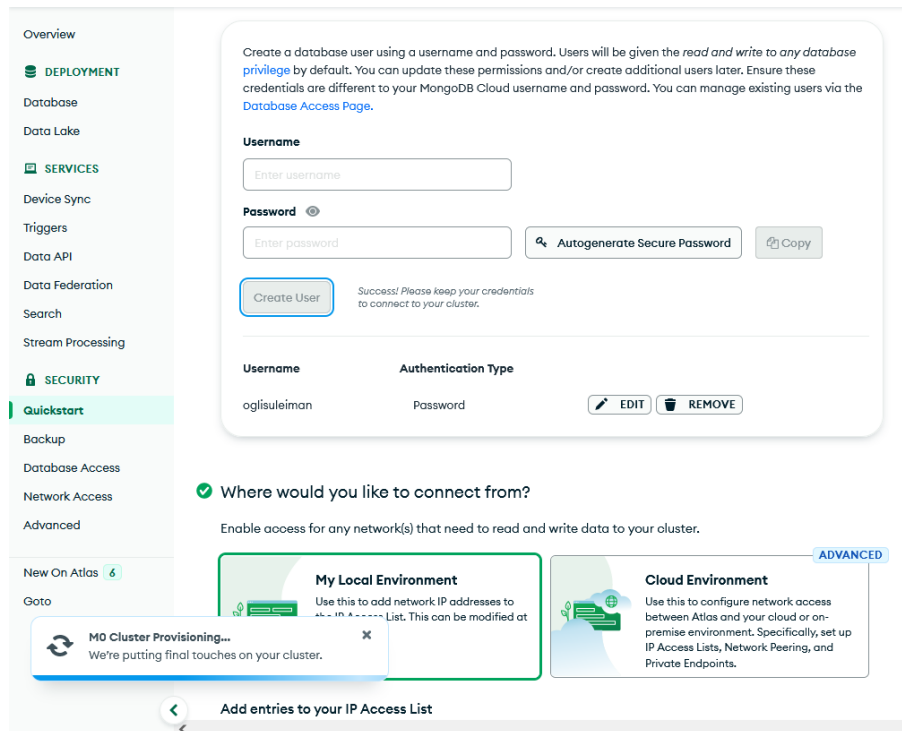 Overview
DEPLOYMENT
Database
Data Lake
SERVICES
Device Sync
Triggers
Data API
Data Federation
Search
Stream Processing
SECURITY
Quickstart
Backup
Database Access
Network Access
Advanced
New On Atlas 6
Goto
M0 Cluster Provisioning...
We're putting final touches on your cluster.
Create a database user using a username and password. Users will be given the read and write to any database
privilege by default. You can update these permissions and/or create additional users later. Ensure these
credentials are different to your MongoDB Cloud username and password. You can manage existing users via the
Database Access Page.
Username
Enter username
Password
Enter password
Autogenerate Secure Password
Copy
Create User
Success! Please keep your credentials
to connect to your cluster.
Username Authentication Type
oglisuleiman Password EDIT REMOVE
Where would you like to connect from?
Enable access for any network(s) that need to read and write data to your cluster.
My Local Environment
Use this to add network IP addresses to
the IP Access List. This can be modified at
ADVANCED
Cloud Environment
Use this to configure network access
between Atlas and your cloud or on-
premise environment. Specifically, set up
IP Access Lists, Network Peering, and
Private Endpoints.
Add entries to your IP Access List